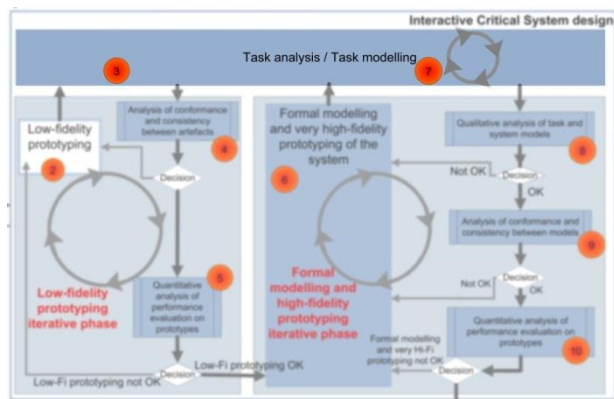 Interactive Critical System design
Task analysis / Task modelling
3
7
Low-fidelity
prototyping
2
Analysis of conformance
and consistency
between artefacts
4
Decision
Low-fidelity
prototyping
iterative phase
5
Quantitative
analysis of
performance
evaluation on
prototypes
Low-Fi prototyping OK
Decision
Low-Fi prototyping not OK
Formal modelling
and very high-fidelity
prototyping of the
system
6
Formal
modelling and
high-fidelity
prototyping
iterative phase
Qualitative analysis of task and
system models
8
Not OK
Decision
OK
Analysis of conformance and
consistency between models
9
Not OK
Decision
OK
Quantitative analysis of
performance evaluation on
prototypes
10
Formal modelling
and very Hi-Fi
prototyping not OK
Decision